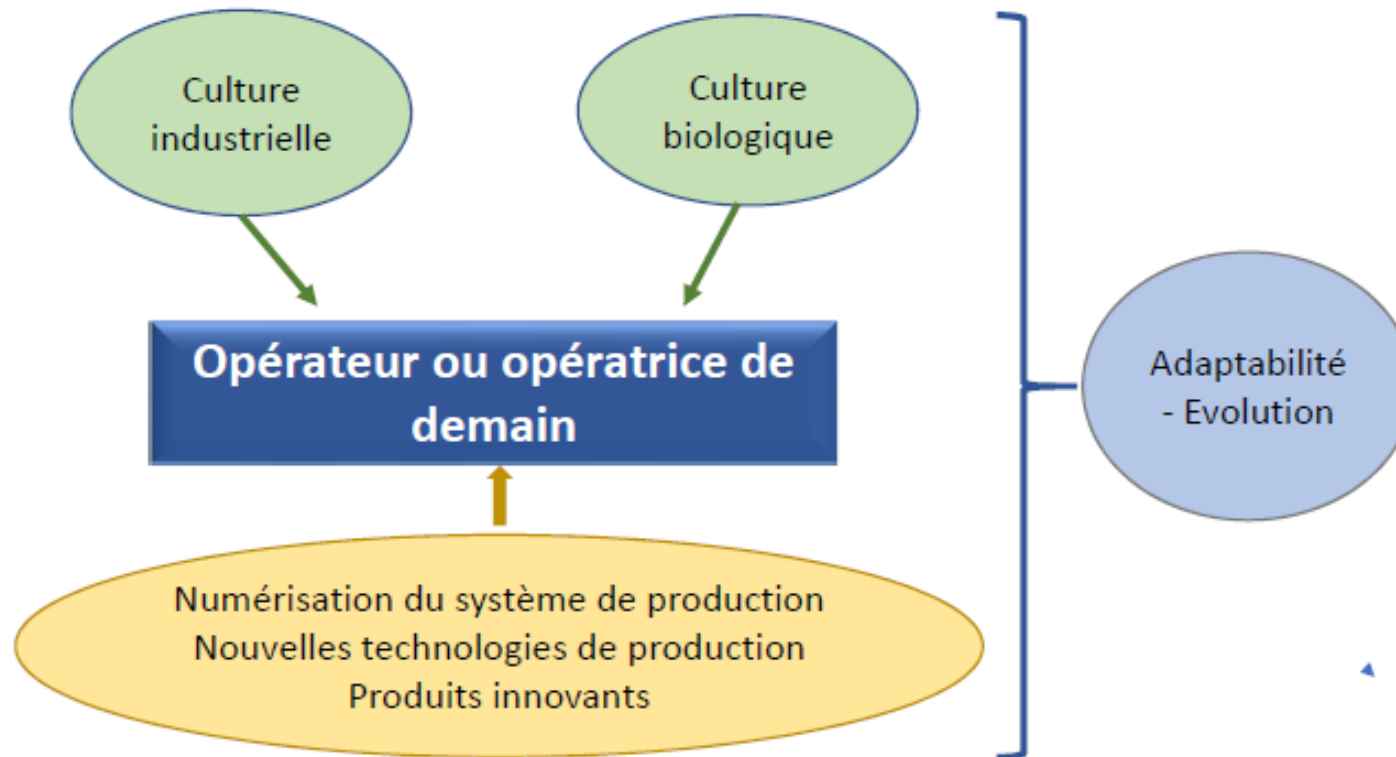 Culture
industrielle
Culture
biologique
Opérateur ou opératrice de
demain
Adaptabilité
- Evolution
Numérisation du système de production
Nouvelles technologies de production
Produits innovants